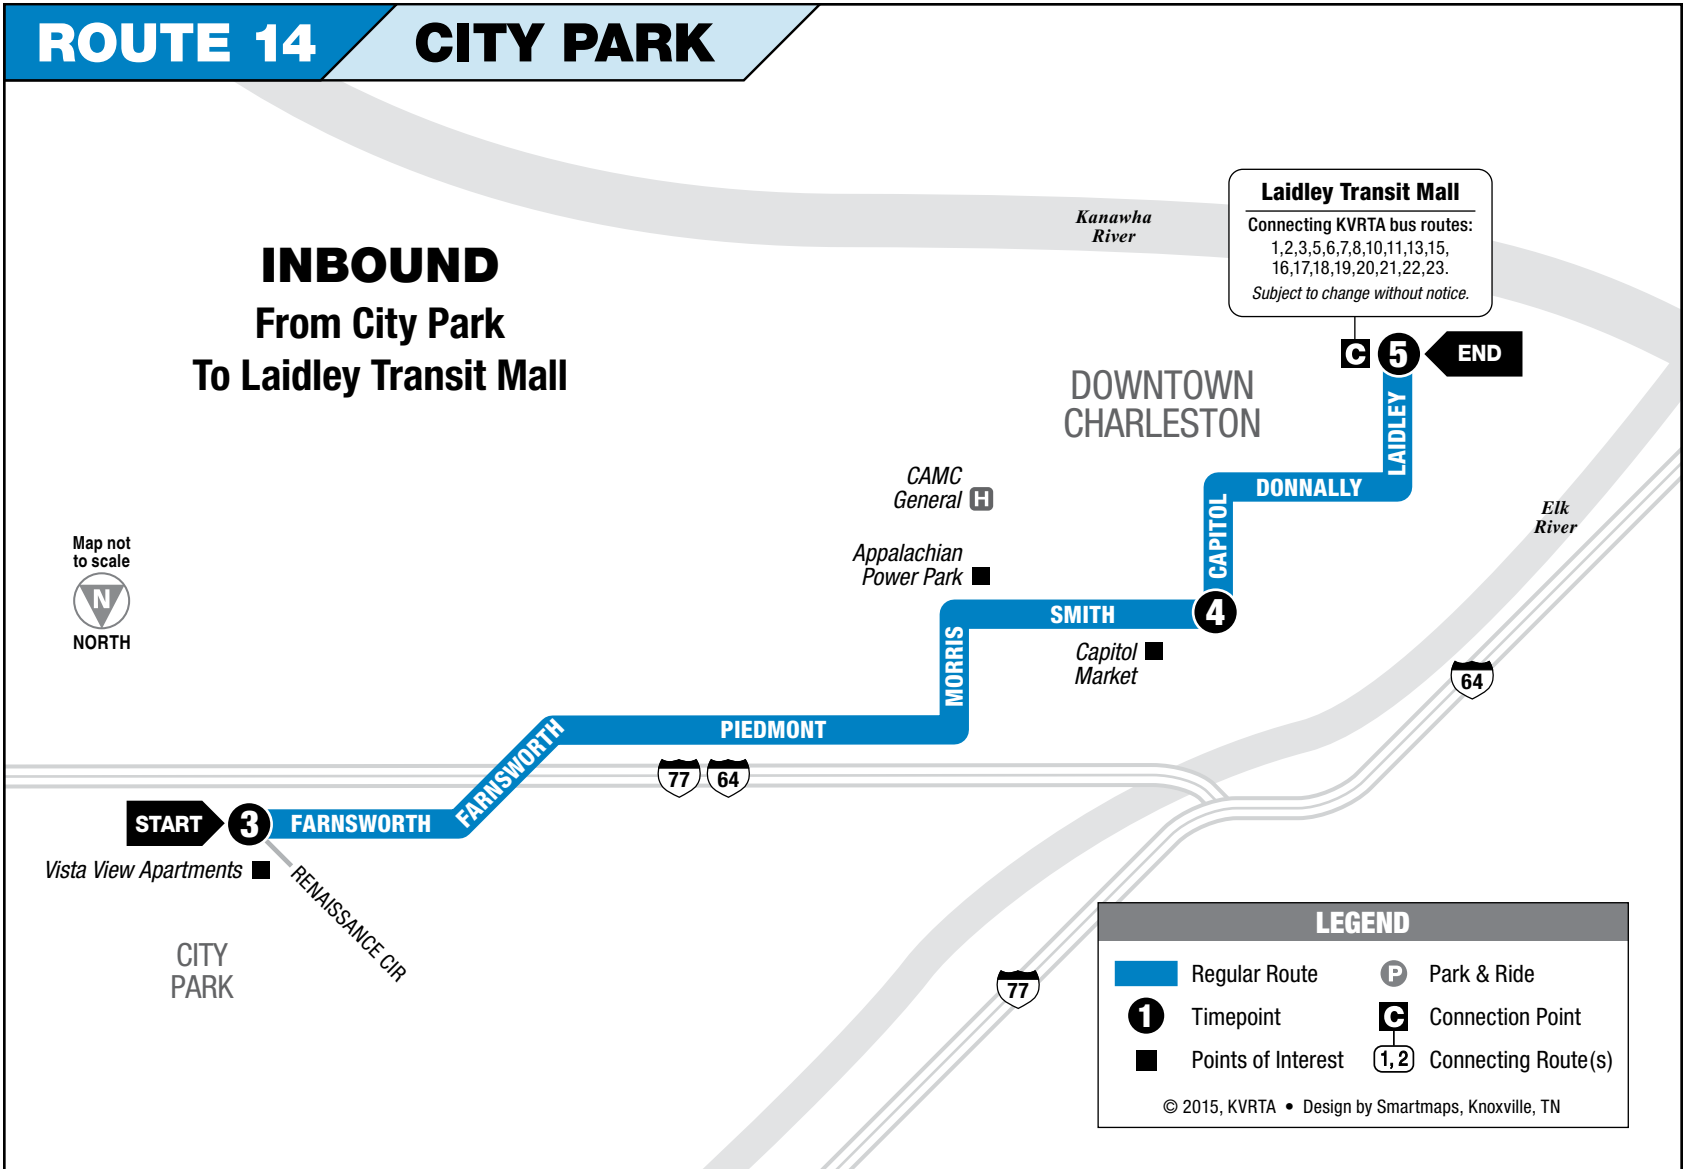 ROUTE 14
CITY PARK
INBOUND
From City Park
To Laidley Transit Mall
Kanawha
River
Laidley Transit Mall
Connecting KVRTA bus routes:
1,2,3,5,6,7,8,10,11,13,15,
16,17,18,19,20,21,22,23.
Subject to change without notice.
C
5
END
DOWNTOWN
CHARLESTON
LAIDLEY
DONNALLY
CAPITOL
CAMC
General H
Appalachian
Power Park
Elk
River
Map not
to scale
N
NORTH
SMITH
4
MORRIS
Capitol
Market
64
PIEDMONT
FARNSWORTH
77
64
START
3
FARNSWORTH
Vista View Apartments
RENAISSANCE CIR
CITY
PARK
77
LEGEND
Regular Route
P Park & Ride
1 Timepoint
C Connection Point
Points of Interest
1, 2 Connecting Route(s)
© 2015, KVRTA • Design by Smartmaps, Knoxville, TN